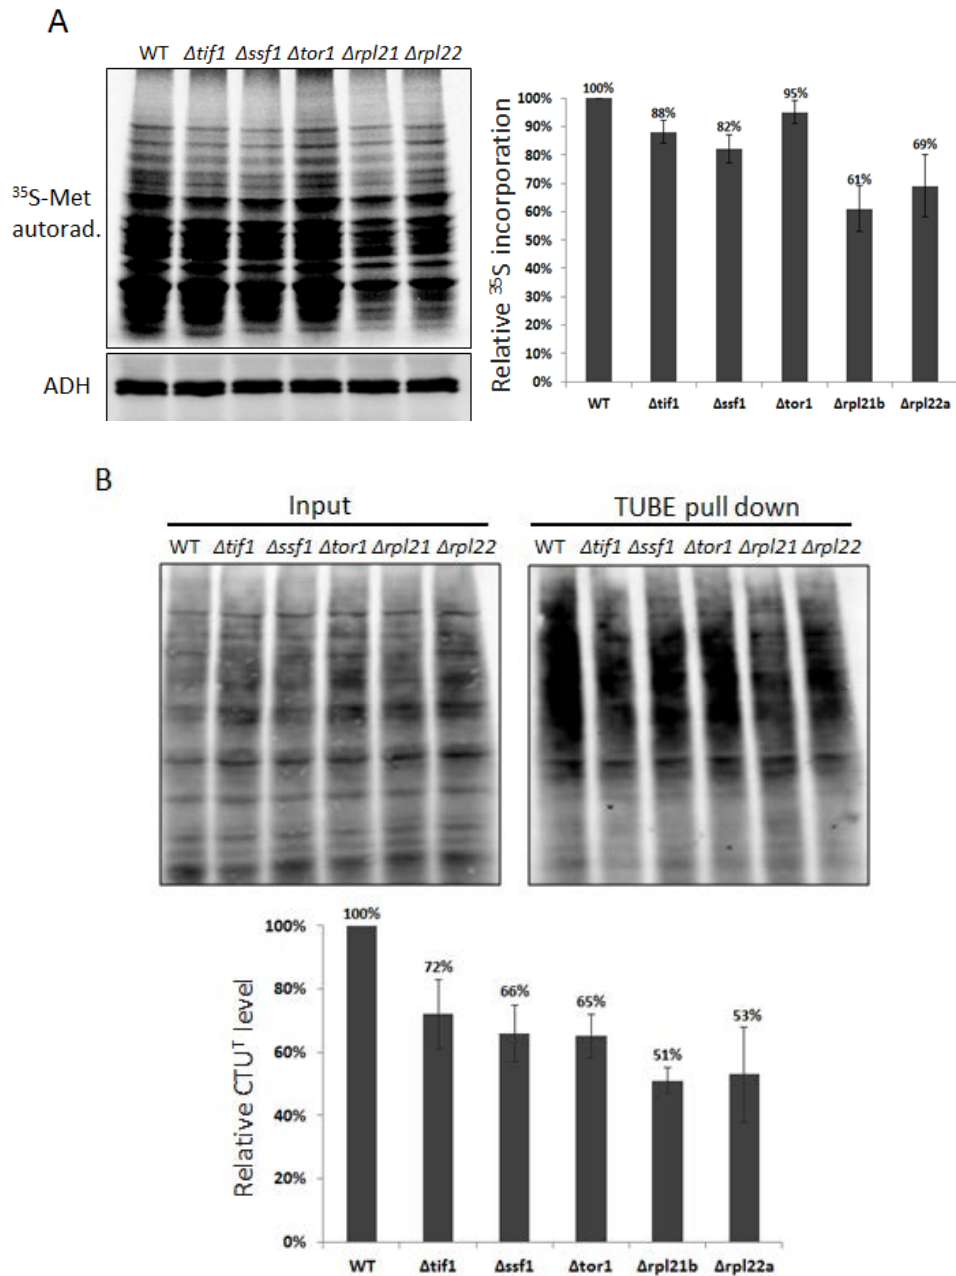 A
WT Δtif1 Δssf1 Δtor1 Δrpl21 Δrpl22
³⁵S-Met
autorad.
ADH
Relative ³⁵S incorporation
100%
90%
80%
70%
60%
50%
40%
30%
20%
10%
0%
100%
88%
82%
95%
61%
69%
WT Δtif1 Δssf1 Δtor1 Δrpl21b Δrpl22a
B
Input
TUBE pull down
WT Δtif1 Δssf1 Δtor1 Δrpl21 Δrpl22
WT Δtif1 Δssf1 Δtor1 Δrpl21 Δrpl22
Relative CTUᵀ level
100%
80%
60%
40%
20%
0%
100%
72%
66%
65%
51%
53%
WT Δtif1 Δssf1 Δtor1 Δrpl21b Δrpl22a